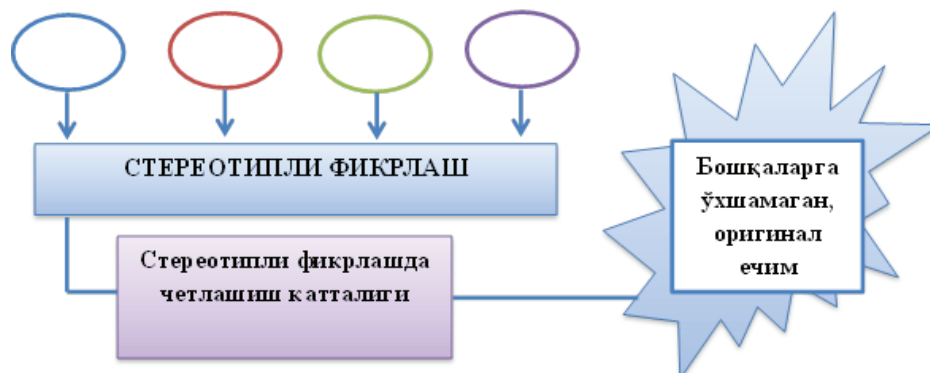 СТЕРЕОТИПЛИ ФИКРЛАШ
Стереотипли фикрлашда
четлашиш катталиги
Бошқаларга
ўхшамаган,
оригинал
ечим